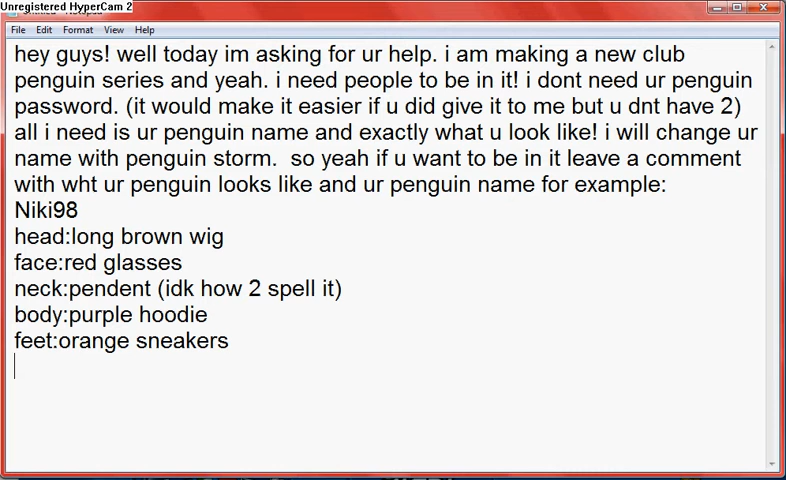 Unregistered HyperCam 2
File Edit Format View Help
hey guys! well today im asking for ur help. i am making a new club
penguin series and yeah. i need people to be in it! i dont need ur penguin
password. (it would make it easier if u did give it to me but u dnt have 2)
all i need is ur penguin name and exactly what u look like! i will change ur
name with penguin storm.  so yeah if u want to be in it leave a comment
with wht ur penguin looks like and ur penguin name for example:
Niki98
head:long brown wig
face:red glasses
neck:pendent (idk how 2 spell it)
body:purple hoodie
feet:orange sneakers